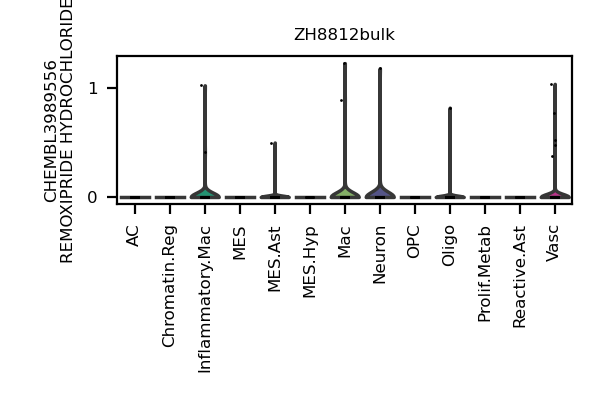 ZH8812bulk
CHEMBL3989556
REMOXIPRIDE HYDROCHLORIDE
1
0
AC
Chromatin.Reg
Inflammatory.Mac
MES
MES.Ast
MES.Hyp
Mac
Neuron
OPC
Oligo
Prolif.Metab
Reactive.Ast
Vasc